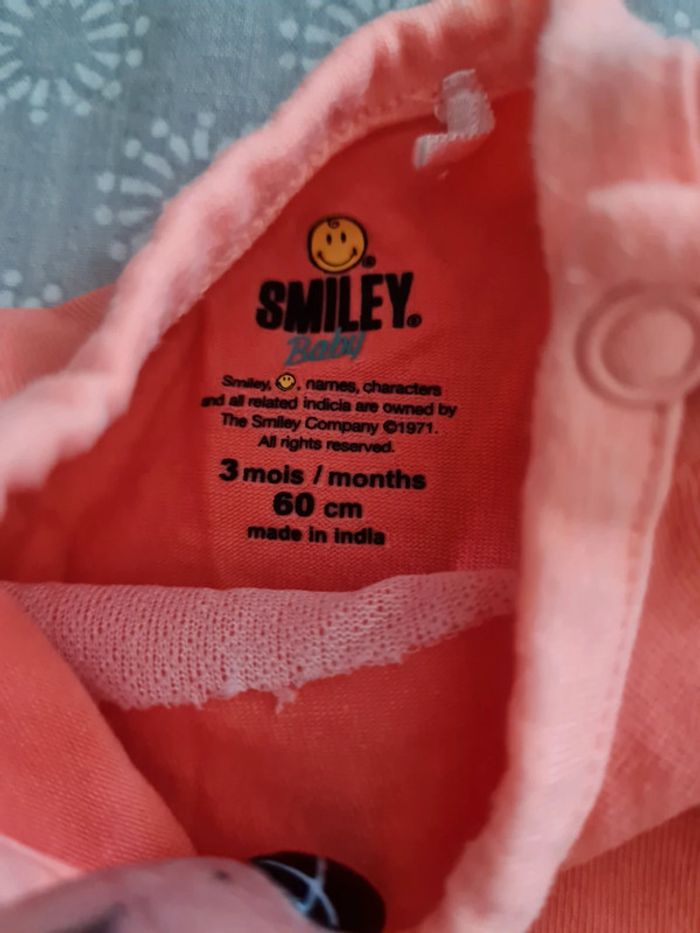 SMILEY®
Baby
Smiley, , names, characters
and all related indicia are owned by
The Smiley Company ©1971.
All rights reserved.
3 mois / months
60 cm
made in India